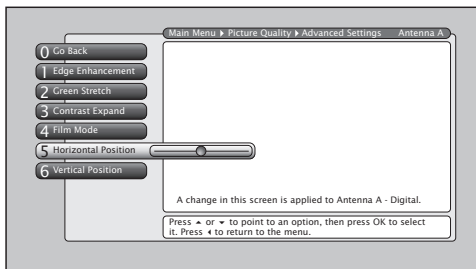 Main Menu ▶ Picture Quality ▶ Advanced Settings Antenna A
0 Go Back
1 Edge Enhancement
2 Green Stretch
3 Contrast Expand
4 Film Mode
5 Horizontal Position
6 Vertical Position
A change in this screen is applied to Antenna A - Digital.
Press ▲ or ▼ to point to an option, then press OK to select
it. Press ◀ to return to the menu.